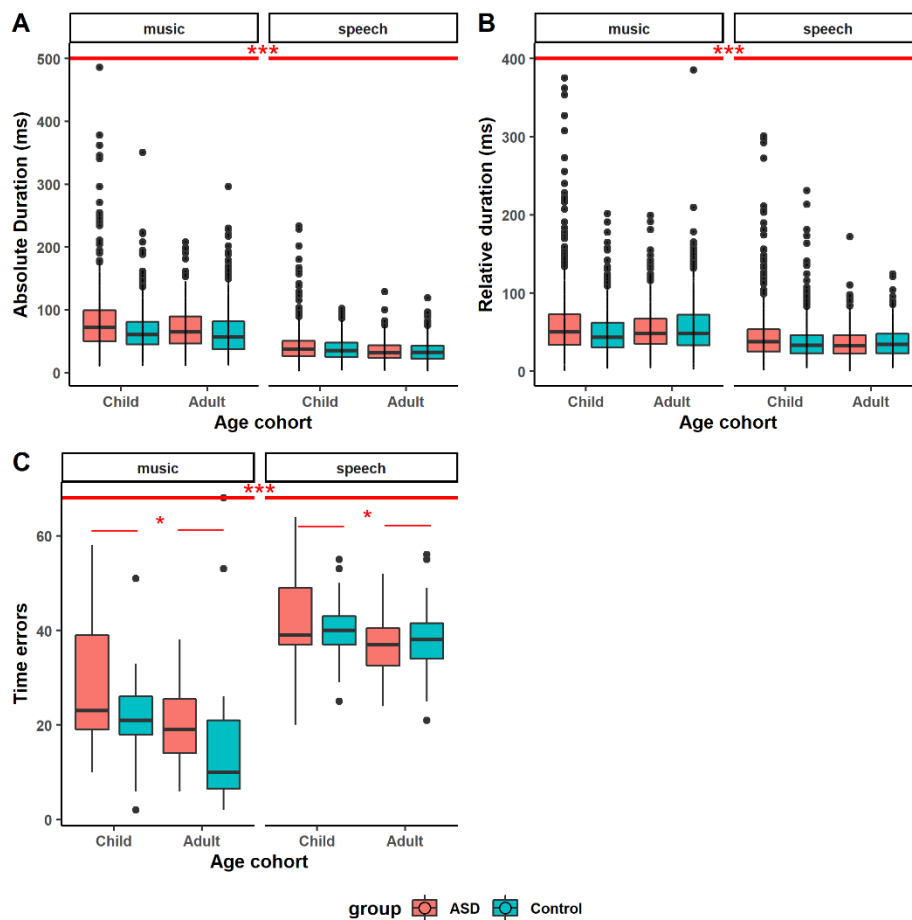 A
music
speech
***
Absolute Duration (ms)
500
400
300
200
100
0
Child
Adult
Child
Adult
Age cohort
B
music
speech
***
Relative duration (ms)
400
300
200
100
0
Child
Adult
Child
Adult
Age cohort
C
music
speech
***
*
*
Time errors
60
40
20
0
Child
Adult
Child
Adult
Age cohort
group ASD Control